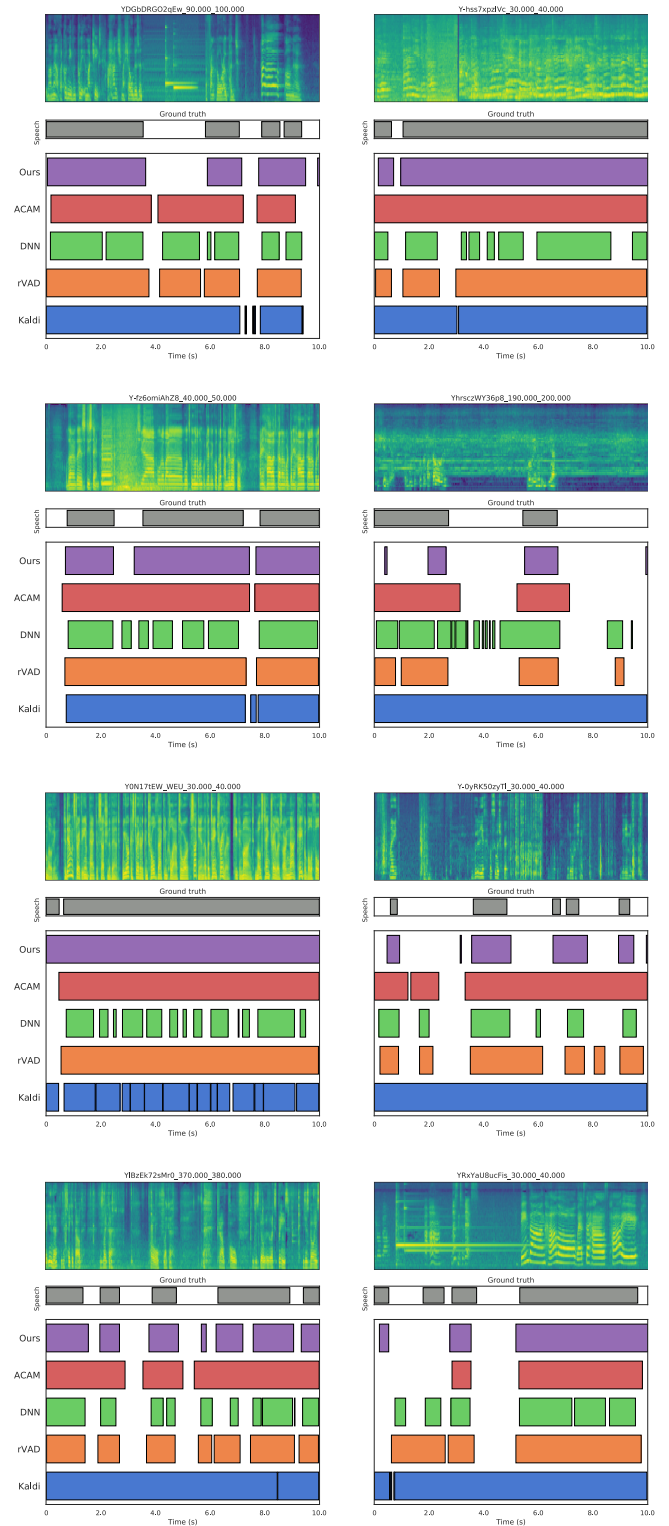 YDGbDRGO2qEw_90,000_100,000
Ground truth
Speech
Ours
ACAM
DNN
rVAD
Kaldi
0 2.0 4.0 6.0 8.0 10.0
Time (s)
Y-hss7xpzlVc_30,000_40,000
Ground truth
Speech
0 2.0 4.0 6.0 8.0 10.0
Time (s)
Y-fz6omiAhZ8_40,000_50,000
Ground truth
Speech
Ours
ACAM
DNN
rVAD
Kaldi
0 2.0 4.0 6.0 8.0 10.0
Time (s)
YhrsczWY36p8_190,000_200,000
Ground truth
Speech
0 2.0 4.0 6.0 8.0 10.0
Time (s)
Y0N17tEW_WEU_30,000_40,000
Ground truth
Speech
Ours
ACAM
DNN
rVAD
Kaldi
0 2.0 4.0 6.0 8.0 10.0
Time (s)
Y-0yRK50zyTI_30,000_40,000
Ground truth
Speech
0 2.0 4.0 6.0 8.0 10.0
Time (s)
YlBzEk72sMr0_370,000_380,000
Ground truth
Speech
Ours
ACAM
DNN
rVAD
Kaldi
0 2.0 4.0 6.0 8.0 10.0
Time (s)
YRxYaU8ucFis_30,000_40,000
Ground truth
Speech
0 2.0 4.0 6.0 8.0 10.0
Time (s)